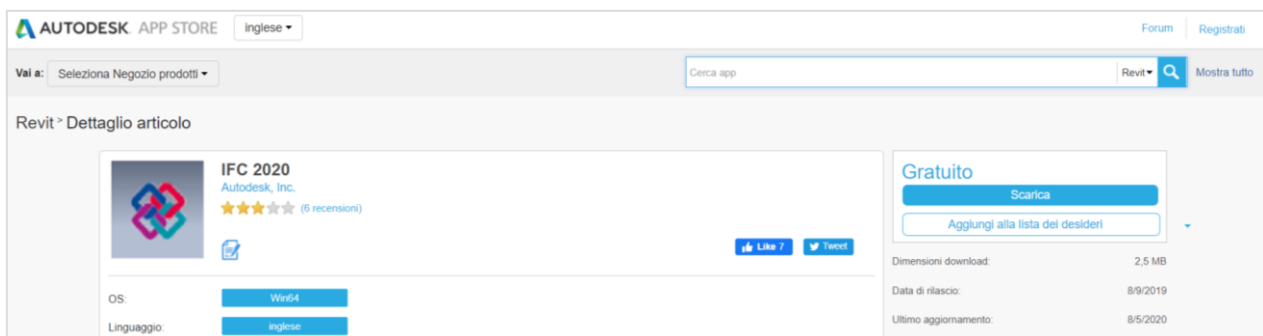 AUTODESK APP STORE inglese
Forum Registrati
Vai a: Seleziona Negozio prodotti
Cerca app Revit Mostra tutto
Revit > Dettaglio articolo
IFC 2020
Autodesk, Inc.
(6 recensioni)
Like 7 Tweet
OS: Win64
Linguaggio: inglese
Gratuito
Scarica
Aggiungi alla lista dei desideri
Dimensioni download: 2,5 MB
Data di rilascio: 8/9/2019
Ultimo aggiornamento: 8/5/2020